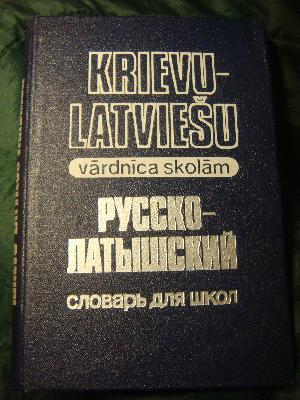 KRIEVU-
LATVIEŠU
vārdnīca skolām
РУССКО-
ЛАТЫШСКИЙ
словарь для школ